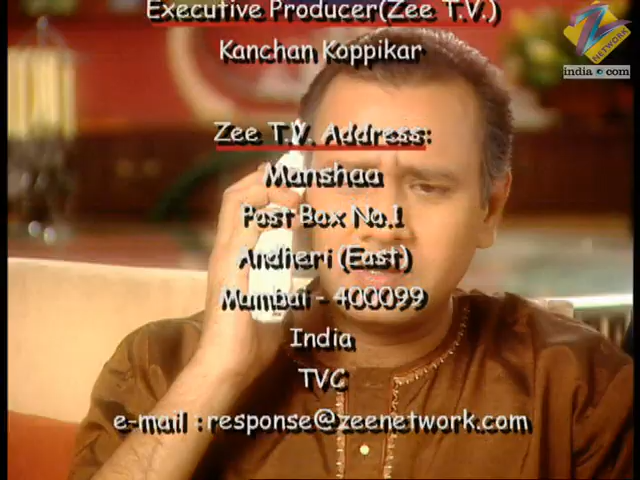 Executive Producer(Zee T.V.)
Kanchan Koppikar
Z
NETWORK
india.com
Zee T.V. Address:
Manshaa
Post Box No.1
Andheri (East)
Mumbai - 400099
India
TVC
e-mail : response@zeenetwork.com